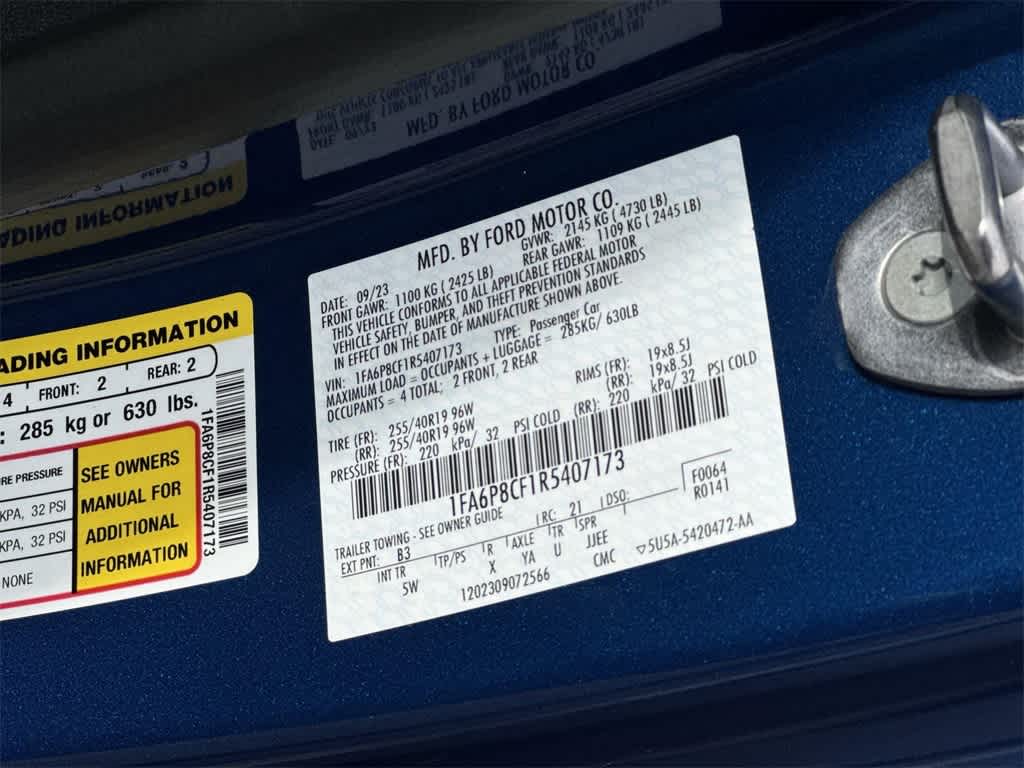 MFD. BY FORD MOTOR CO.
DATE: 09/23 GVWR: 2145 KG ( 4730 LB)
FRONT GAWR: 1100 KG ( 2425 LB) REAR GAWR: 1109 KG ( 2445 LB)
THIS VEHICLE CONFORMS TO ALL APPLICABLE FEDERAL MOTOR
VEHICLE SAFETY, BUMPER, AND THEFT PREVENTION STANDARDS
IN EFFECT ON THE DATE OF MANUFACTURE SHOWN ABOVE.
VIN: 1FA6P8CF1R5407173 TYPE: Passenger Car
MAXIMUM LOAD = OCCUPANTS + LUGGAGE = 285KG/ 630LB
OCCUPANTS = 4 TOTAL; 2 FRONT, 2 REAR
TIRE (FR): 255/40R19 96W RIMS (FR): 19x8.5J
(RR): 255/40R19 96W (RR): 19x8.5J
PRESSURE (FR): 220 kPa/ 32 PSI COLD (RR): 220 kPa/ 32 PSI COLD
1FA6P8CF1R5407173
F0064
R0141
TRAILER TOWING - SEE OWNER GUIDE
EXT PNT: B3 RC: 21 DSO:
INT TR TP/PS R AXLE TR SPR
5W X YA U JJEE
1202309072566 CMC ▽5U5A-5420472-AA
ADING INFORMATION
4 FRONT: 2 REAR: 2
: 285 kg or 630 lbs.
RE PRESSURE
KPA, 32 PSI
KPA, 32 PSI
NONE
SEE OWNERS
MANUAL FOR
ADDITIONAL
INFORMATION
1FA6P8CF1R5407173